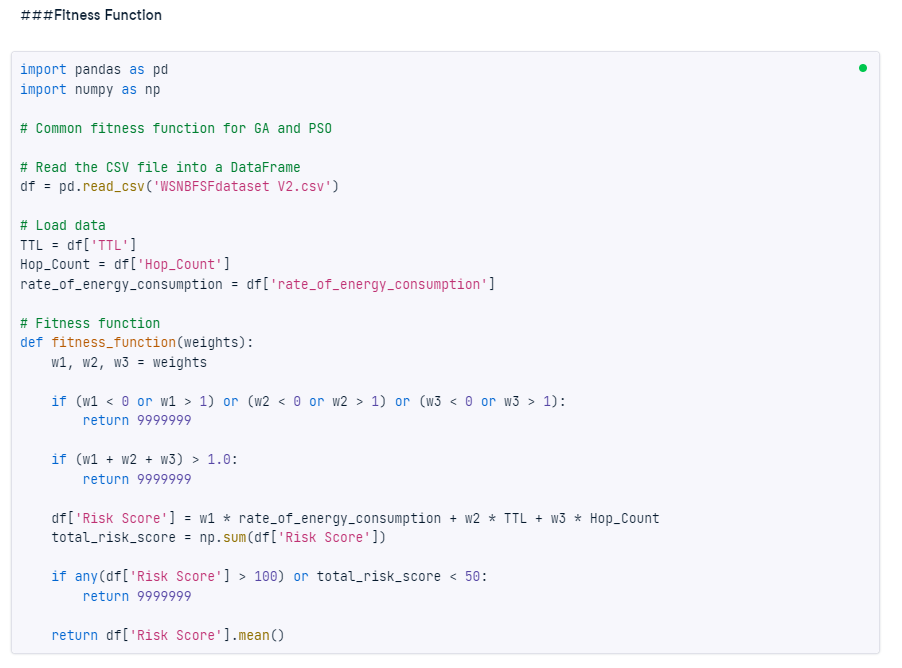 ###Fitness Function
import pandas as pd
import numpy as np
# Common fitness function for GA and PSO
# Read the CSV file into a DataFrame
df = pd.read_csv('WSNBFSFdataset V2.csv')
# Load data
TTL = df['TTL']
Hop_Count = df['Hop_Count']
rate_of_energy_consumption = df['rate_of_energy_consumption']
# Fitness function
def fitness_function(weights):
    w1, w2, w3 = weights
    if (w1 < 0 or w1 > 1) or (w2 < 0 or w2 > 1) or (w3 < 0 or w3 > 1):
        return 9999999
    if (w1 + w2 + w3) > 1.0:
        return 9999999
    df['Risk Score'] = w1 * rate_of_energy_consumption + w2 * TTL + w3 * Hop_Count
    total_risk_score = np.sum(df['Risk Score'])
    if any(df['Risk Score'] > 100) or total_risk_score < 50:
        return 9999999
    return df['Risk Score'].mean()